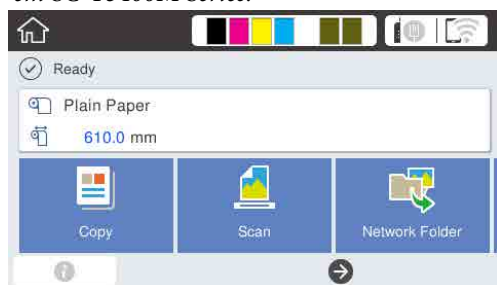 Ready
Plain Paper
610.0 mm
Copy
Scan
Network Folder